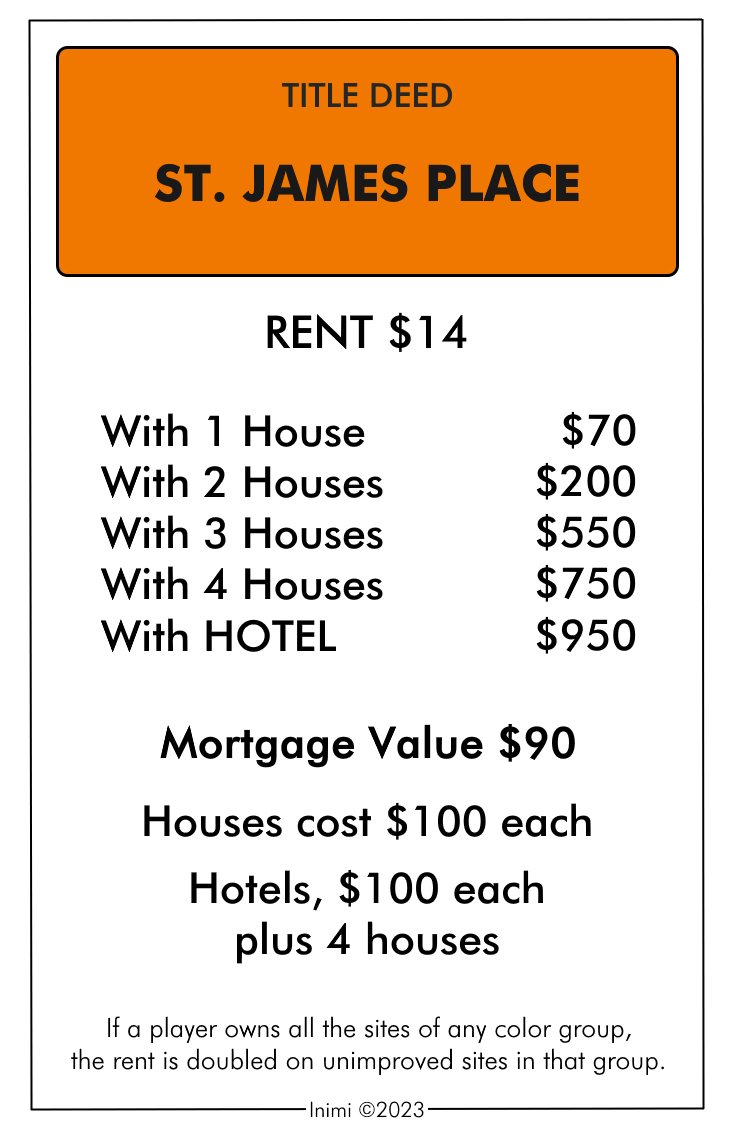 TITLE DEED
ST. JAMES PLACE
RENT $14
With 1 House $70
With 2 Houses $200
With 3 Houses $550
With 4 Houses $750
With HOTEL $950
Mortgage Value $90
Houses cost $100 each
Hotels, $100 each
plus 4 houses
If a player owns all the sites of any color group,
the rent is doubled on unimproved sites in that group.
Inimi ©2023